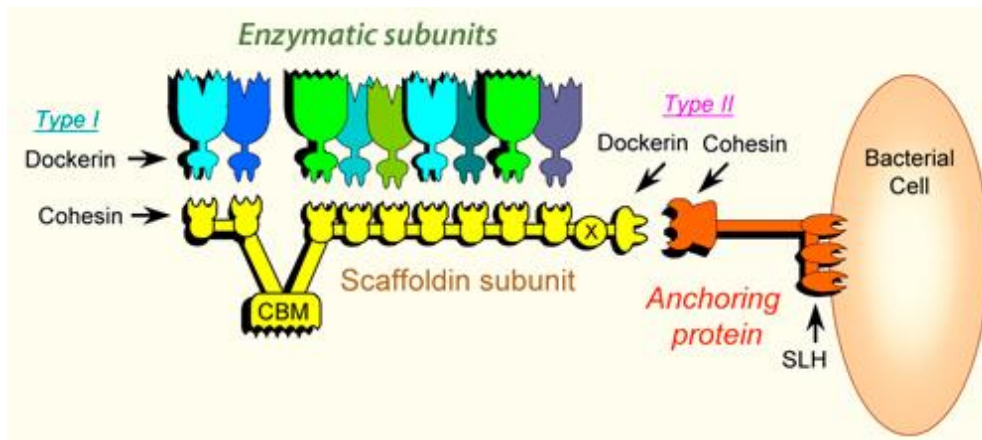 Enzymatic subunits
Type I
Type II
Dockerin
Dockerin Cohesin
Bacterial
Cell
Cohesin
X
Scaffoldin subunit
CBM
Anchoring
protein
SLH